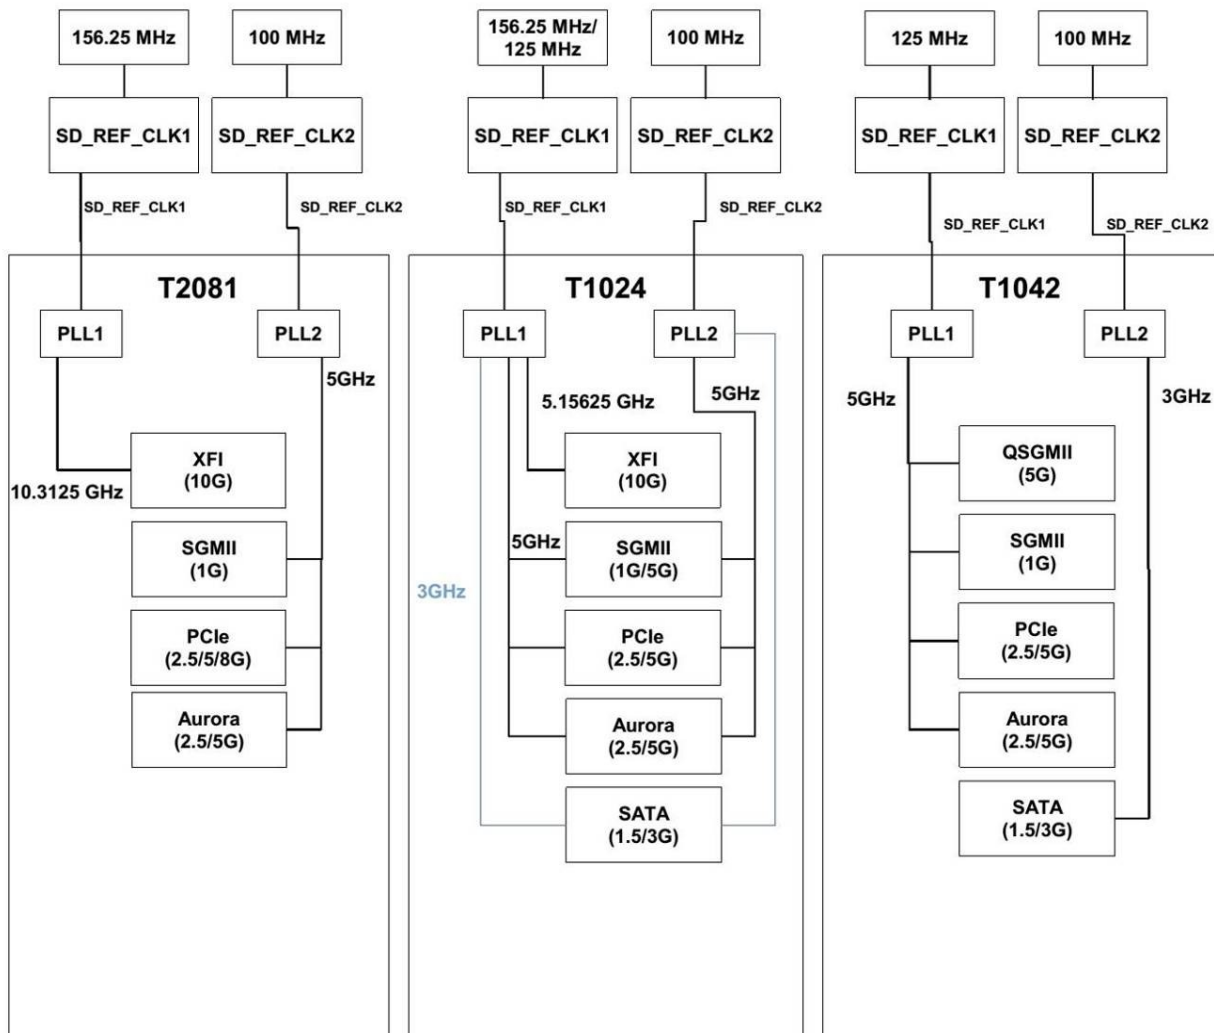 156.25 MHz
100 MHz
SD_REF_CLK1
SD_REF_CLK2
SD_REF_CLK1
SD_REF_CLK2
T2081
PLL1
PLL2
5GHz
10.3125 GHz
XFI
(10G)
SGMII
(1G)
PCIe
(2.5/5/8G)
Aurora
(2.5/5G)
156.25 MHz/
125 MHz
100 MHz
SD_REF_CLK1
SD_REF_CLK2
SD_REF_CLK1
SD_REF_CLK2
T1024
PLL1
PLL2
5.15625 GHz
5GHz
XFI
(10G)
5GHz
SGMII
(1G/5G)
3GHz
PCIe
(2.5/5G)
Aurora
(2.5/5G)
SATA
(1.5/3G)
125 MHz
100 MHz
SD_REF_CLK1
SD_REF_CLK2
SD_REF_CLK1
SD_REF_CLK2
T1042
PLL1
PLL2
5GHz
3GHz
QSGMII
(5G)
SGMII
(1G)
PCIe
(2.5/5G)
Aurora
(2.5/5G)
SATA
(1.5/3G)